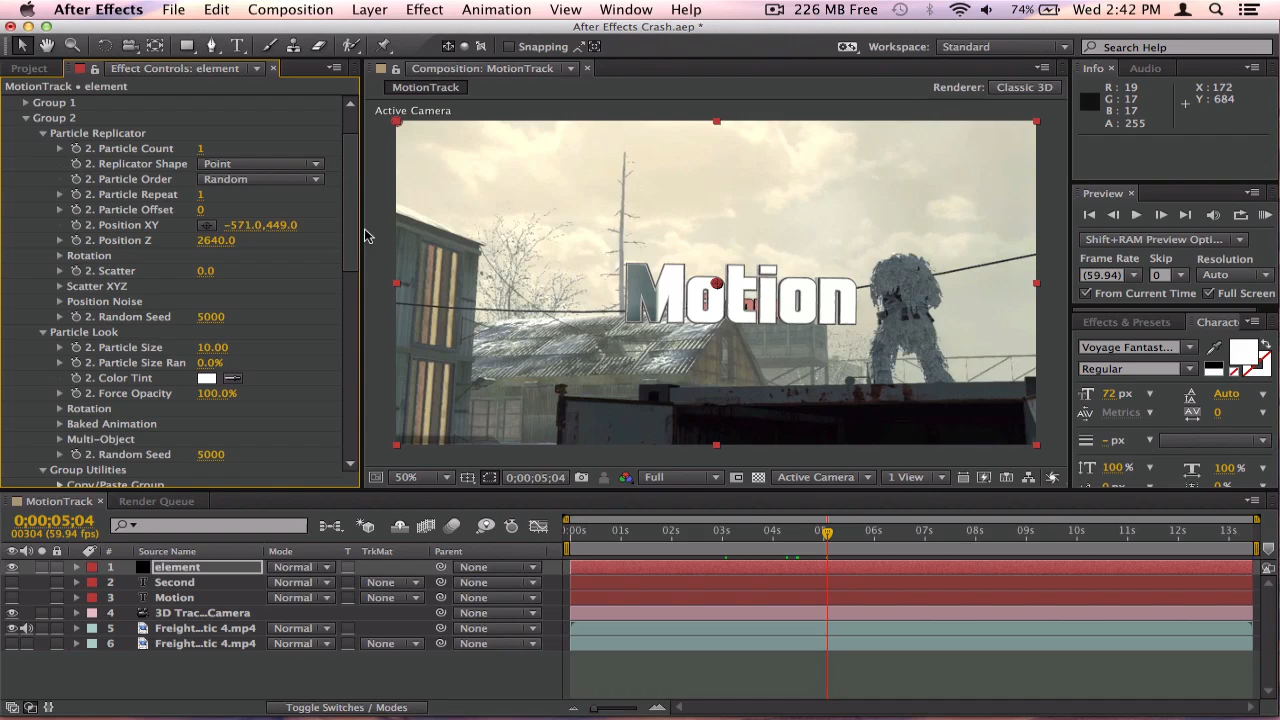 After Effects File Edit Composition Layer Effect Animation View Window Help 226 MB Free 74% Wed 2:42 PM
After Effects Crash.aep *
Snapping Workspace: Standard Search Help
Project Effect Controls: element Composition: MotionTrack Info Audio
MotionTrack • element MotionTrack Renderer: Classic 3D R : 19 X : 172
G : 17 Y : 684
B : 17
A : 255
Active Camera
Group 1
Group 2
Particle Replicator
2. Particle Count 1
2. Replicator Shape Point
2. Particle Order Random
2. Particle Repeat 1
2. Particle Offset 0
2. Position XY -571.0,449.0
2. Position Z 2640.0
Rotation
2. Scatter 0.0
Scatter XYZ
Position Noise
2. Random Seed 5000
Particle Look
2. Particle Size 10.00
2. Particle Size Ran 0.0%
2. Color Tint
2. Force Opacity 100.0%
Rotation
Baked Animation
Multi-Object
2. Random Seed 5000
Group Utilities
Copy/Paste Group
Motion
50% 0;00;05;04 Full Active Camera 1 View
Preview
Shift+RAM Preview Opti...
Frame Rate Skip Resolution
(59.94) 0 Auto
From Current Time Full Screen
Effects & Presets Charact
Voyage Fantast...
Regular
72 px Auto
Metrics 0
- px
100 % 100 %
MotionTrack Render Queue
0;00;05;04
00304 (59.94 fps)
:00s 01s 02s 03s 04s 06s 07s 08s 09s 10s 11s 12s 13s
# Source Name Mode T TrkMat Parent
1 element Normal None
2 Second Normal None None
3 Motion Normal None None
4 3D Trac...Camera None
5 Freight...tic 4.mp4 Normal None
6 Freight...tic 4.mp4 Normal None None
Toggle Switches / Modes